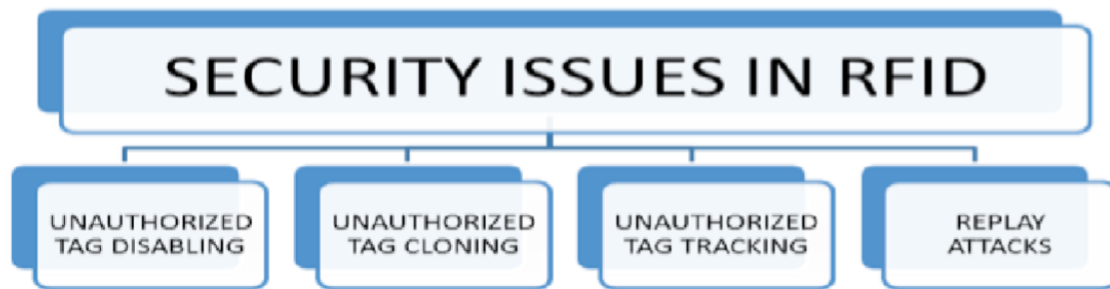 SECURITY ISSUES IN RFID
UNAUTHORIZED
TAG DISABLING
UNAUTHORIZED
TAG CLONING
UNAUTHORIZED
TAG TRACKING
REPLAY
ATTACKS